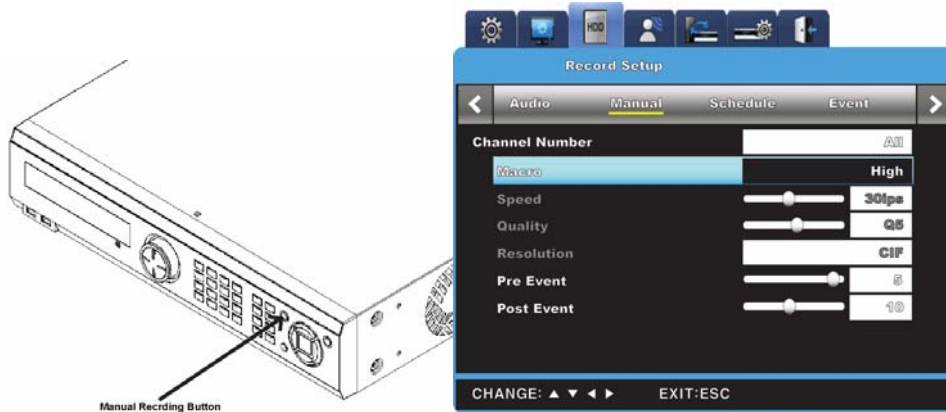 Manual Recrding Button
HDD
Record Setup
Audio Manual Schedule Event
Channel Number All
Macro High
Speed 30ips
Quality Q5
Resolution CIF
Pre Event 5
Post Event 10
CHANGE: ▲ ▼ ◄ ► EXIT:ESC